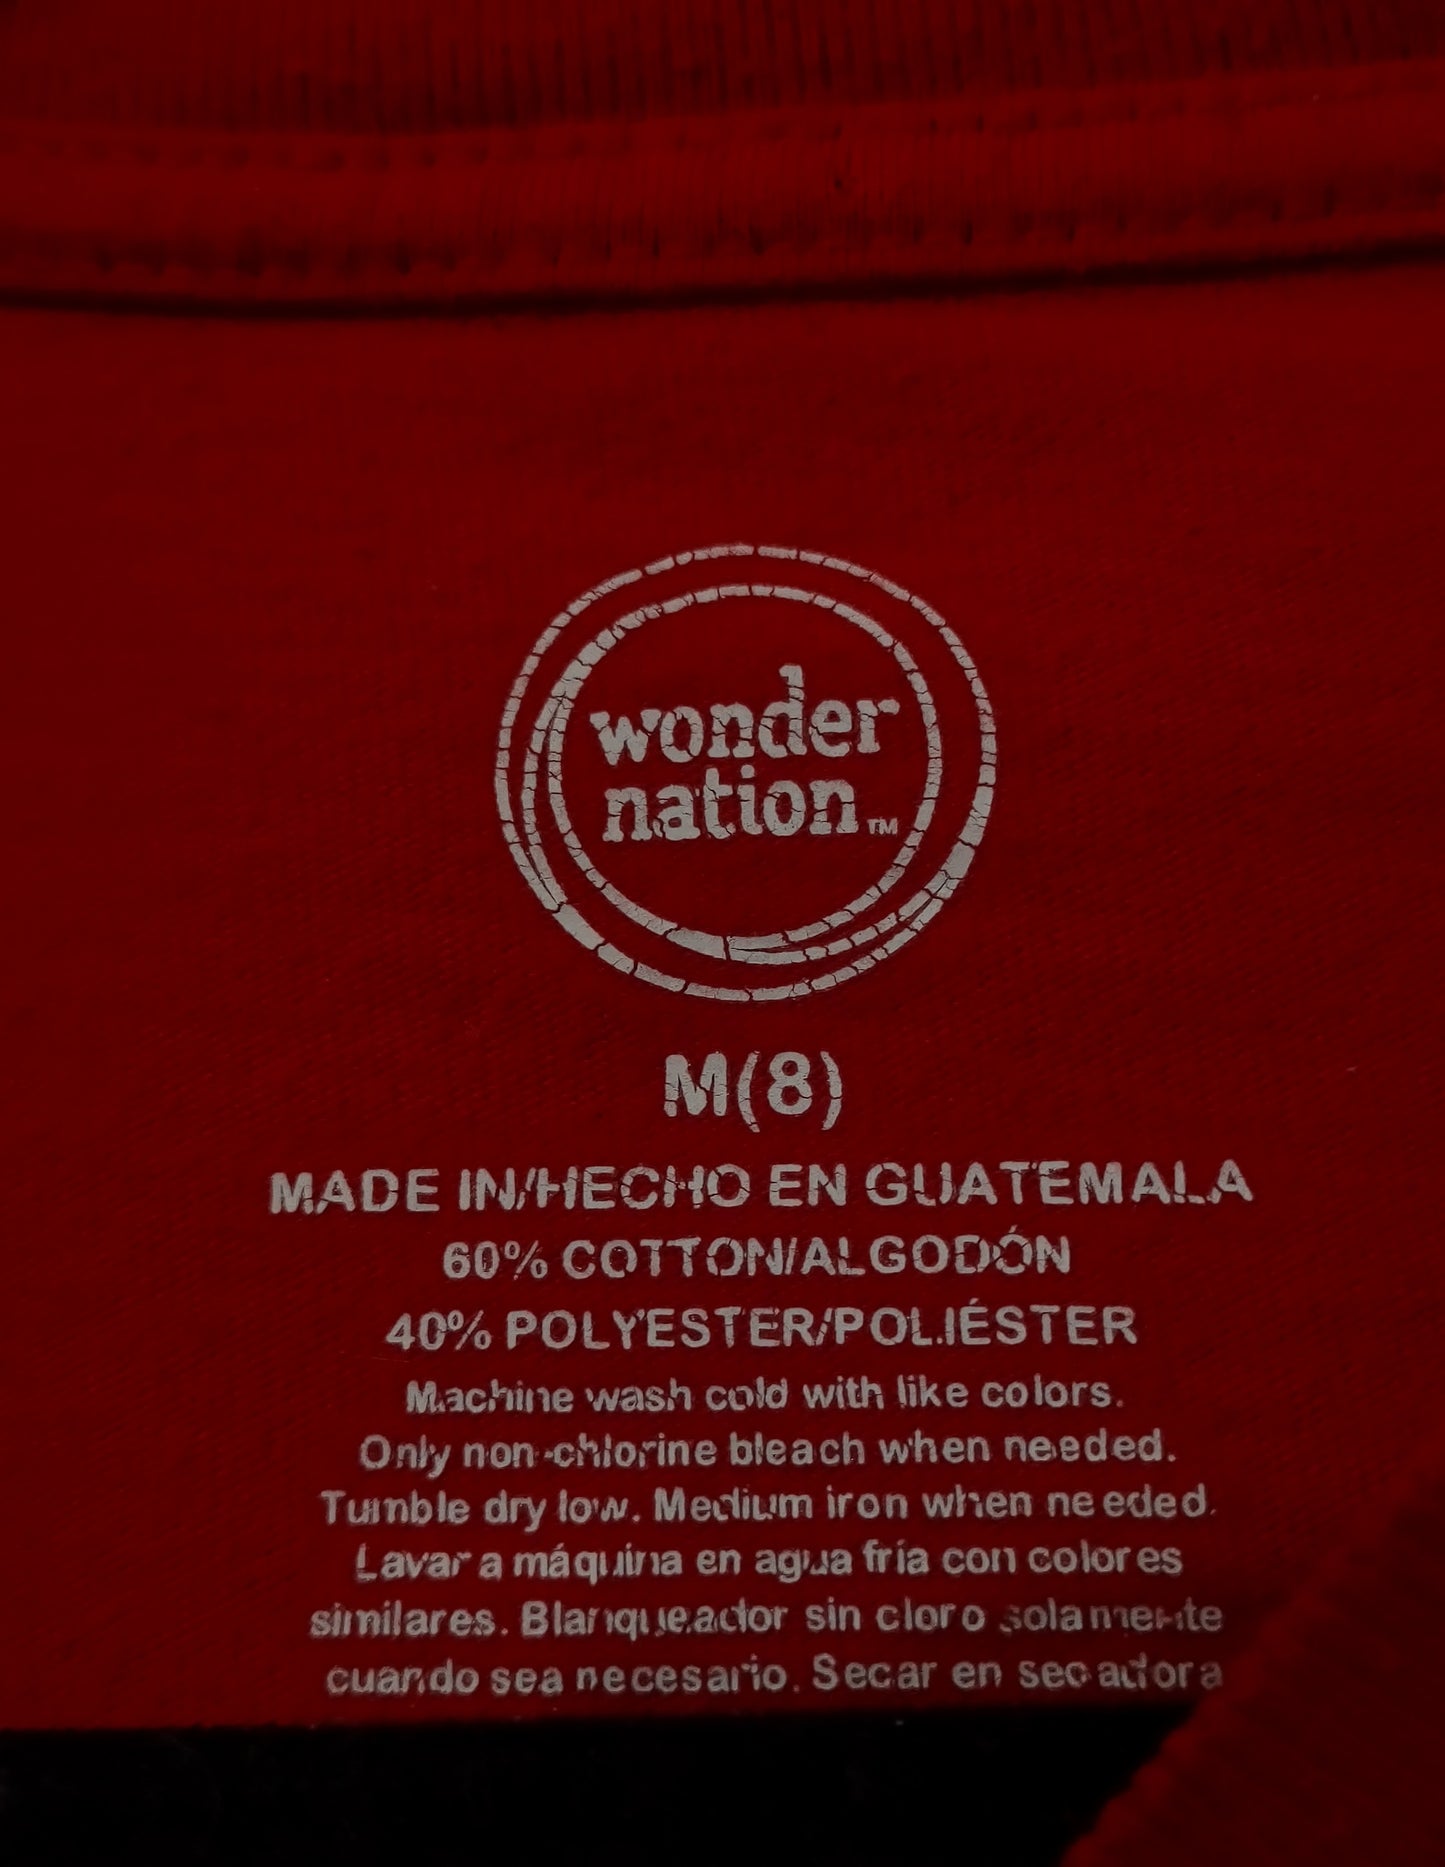 wonder
nation™
M(8)
MADE IN/HECHO EN GUATEMALA
60% COTTON/ALGODÓN
40% POLYESTER/POLIÉSTER
Machine wash cold with like colors.
Only non-chlorine bleach when needed.
Tumble dry low. Medium iron when needed.
Lavar a máquina en agua fría con colores
similares. Blanqueador sin cloro solamente
cuando sea necesario. Secar en secadora